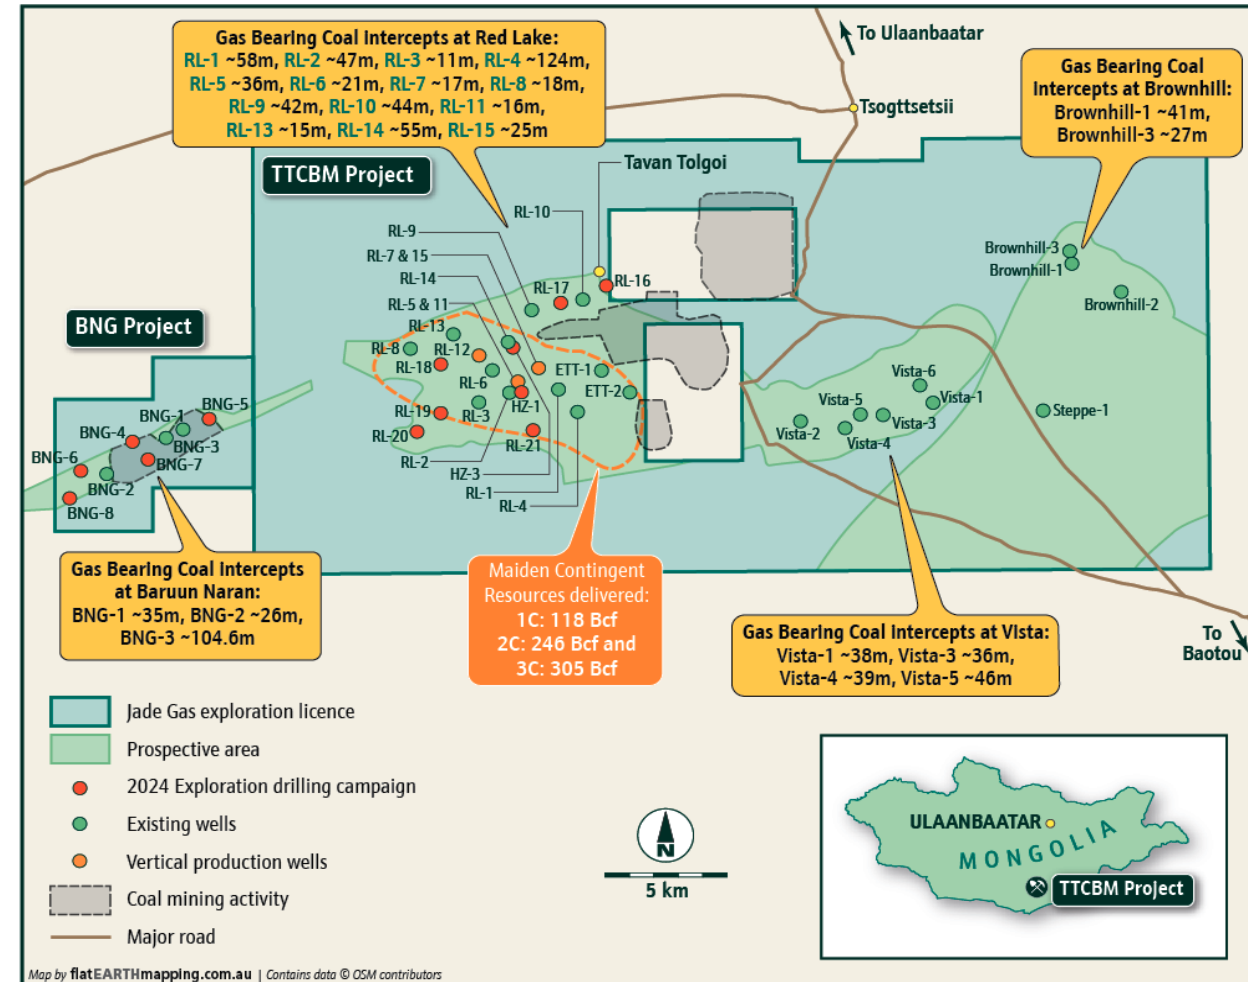 Gas Bearing Coal Intercepts at Red Lake:
RL-1 ~58m, RL-2 ~47m, RL-3 ~11m, RL-4 ~124m,
RL-5 ~36m, RL-6 ~21m, RL-7 ~17m, RL-8 ~18m,
RL-9 ~42m, RL-10 ~44m, RL-11 ~16m,
RL-13 ~15m, RL-14 ~55m, RL-15 ~25m
To Ulaanbaatar
Tsogttsetsii
Gas Bearing Coal
Intercepts at Brownhill:
Brownhill-1 ~41m,
Brownhill-3 ~27m
TTCBM Project
Tavan Tolgoi
RL-10
RL-9
RL-7 & 15
RL-14
RL-5 & 11
RL-17
RL-16
RL-13
RL-8
RL-12
RL-18
RL-6
ETT-1
ETT-2
RL-19
RL-3
HZ-1
RL-20
RL-21
RL-2
HZ-3
RL-1
RL-4
Brownhill-3
Brownhill-1
Brownhill-2
Vista-6
Vista-1
Vista-5
Vista-3
Vista-2
Vista-4
Steppe-1
BNG Project
BNG-1
BNG-5
BNG-4
BNG-3
BNG-6
BNG-7
BNG-2
BNG-8
Gas Bearing Coal Intercepts
at Baruun Naran:
BNG-1 ~35m, BNG-2 ~26m,
BNG-3 ~104.6m
Maiden Contingent
Resources delivered:
1C: 118 Bcf
2C: 246 Bcf and
3C: 305 Bcf
Gas Bearing Coal Intercepts at Vista:
Vista-1 ~38m, Vista-3 ~36m,
Vista-4 ~39m, Vista-5 ~46m
To
Baotou
Jade Gas exploration licence
Prospective area
2024 Exploration drilling campaign
Existing wells
Vertical production wells
Coal mining activity
Major road
N
5 km
ULAANBAATAR
MONGOLIA
TTCBM Project
Map by flatEARTHmapping.com.au | Contains data © OSM contributors